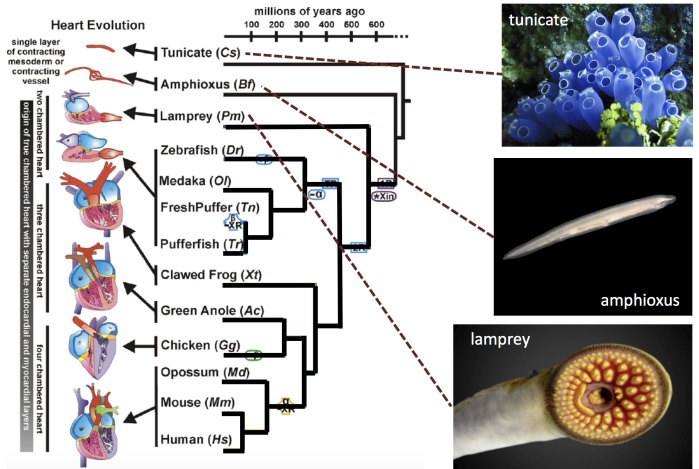 millions of years ago
Heart Evolution
100 200 300 400 500 600
single layer
of contracting
mesoderm or
contracting
vessel
Tunicate (Cs)
Amphioxus (Bf)
Lamprey (Pm)
Zebrafish (Dr)
Medaka (Ol)
FreshPuffer (Tn)
Pufferfish (Tr)
Clawed Frog (Xt)
Green Anole (Ac)
Chicken (Gg)
Opossum (Md)
Mouse (Mm)
Human (Hs)
two chambered heart
three chambered heart
four chambered heart
origin of true chambered heart with separate endocardial and myocardial layers
-α
*Xin
β
XR
2R
α
XR
tunicate
amphioxus
lamprey